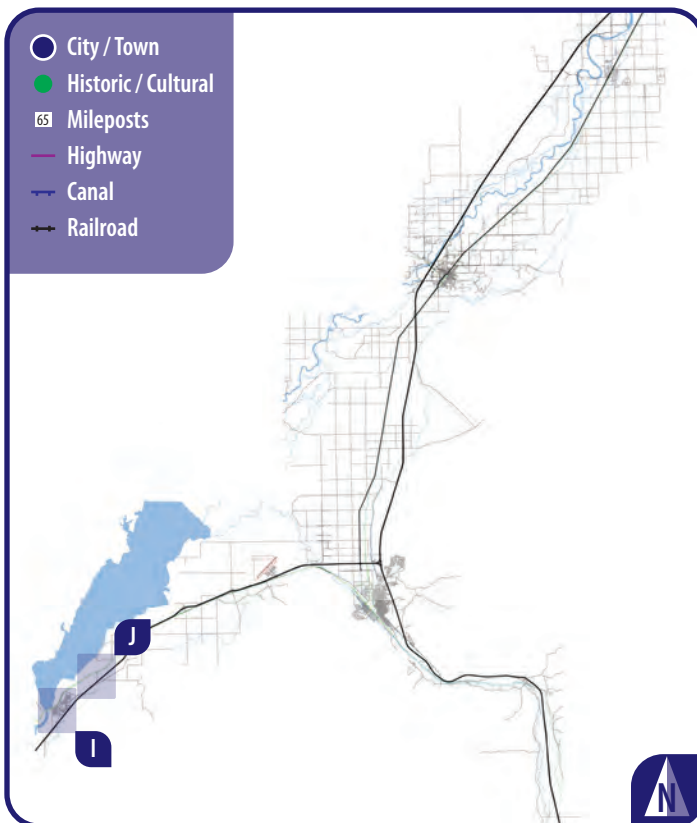 City / Town
Historic / Cultural
65 Mileposts
Highway
Canal
Railroad
J
I
N